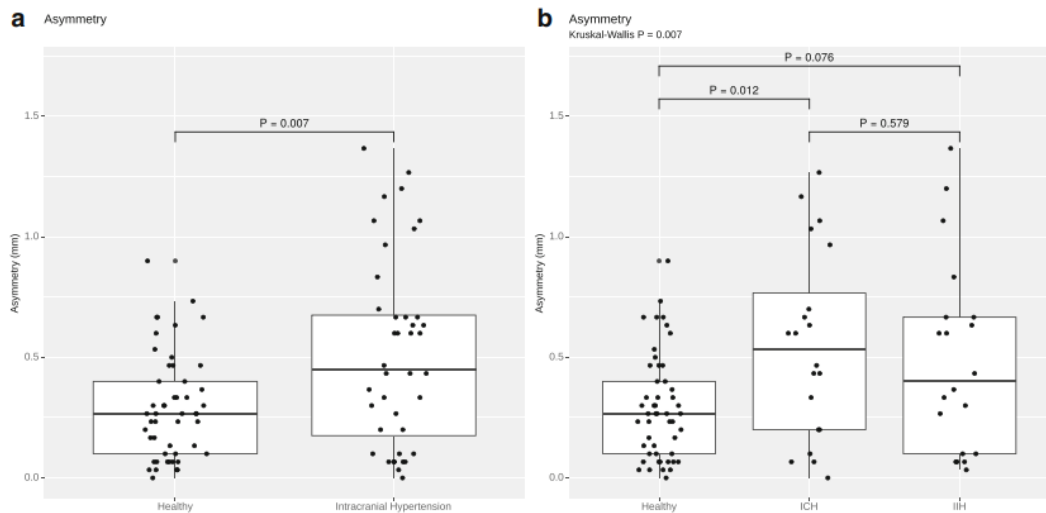 a Asymmetry
P = 0.007
1.5
1.0
0.5
0.0
Asymmetry (mm)
Healthy Intracranial Hypertension
b Asymmetry
Kruskal-Wallis P = 0.007
P = 0.076
P = 0.012
P = 0.579
1.5
1.0
0.5
0.0
Asymmetry (mm)
Healthy ICH IIH